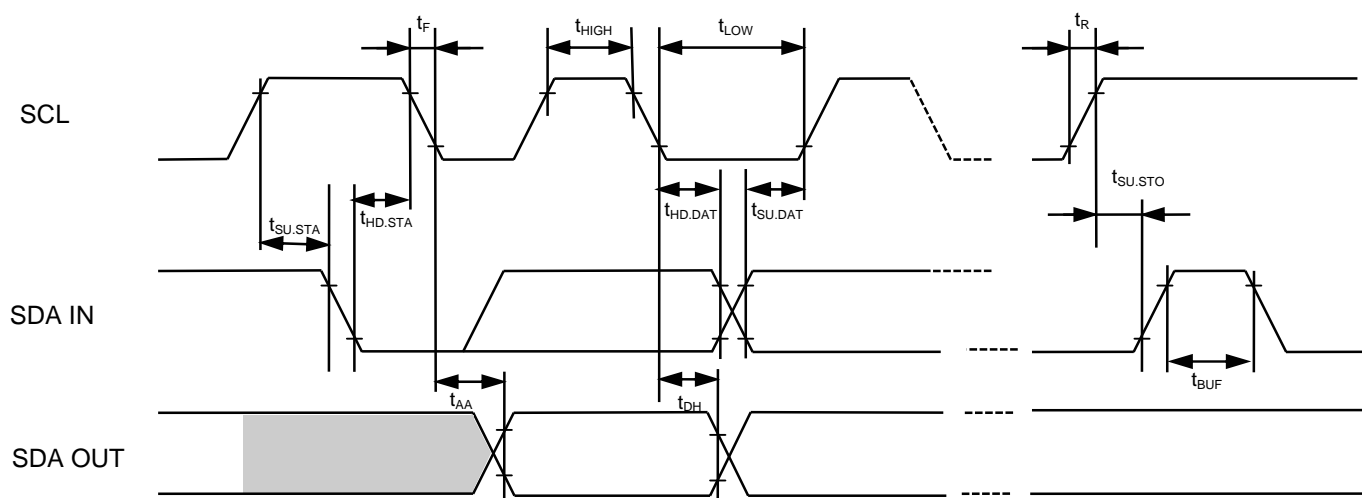 tF
tHIGH
tLOW
tR
SCL
tSU.STA
tHD.STA
tHD.DAT
tSU.DAT
tSU.STO
SDA IN
tBUF
tAA
tDH
SDA OUT